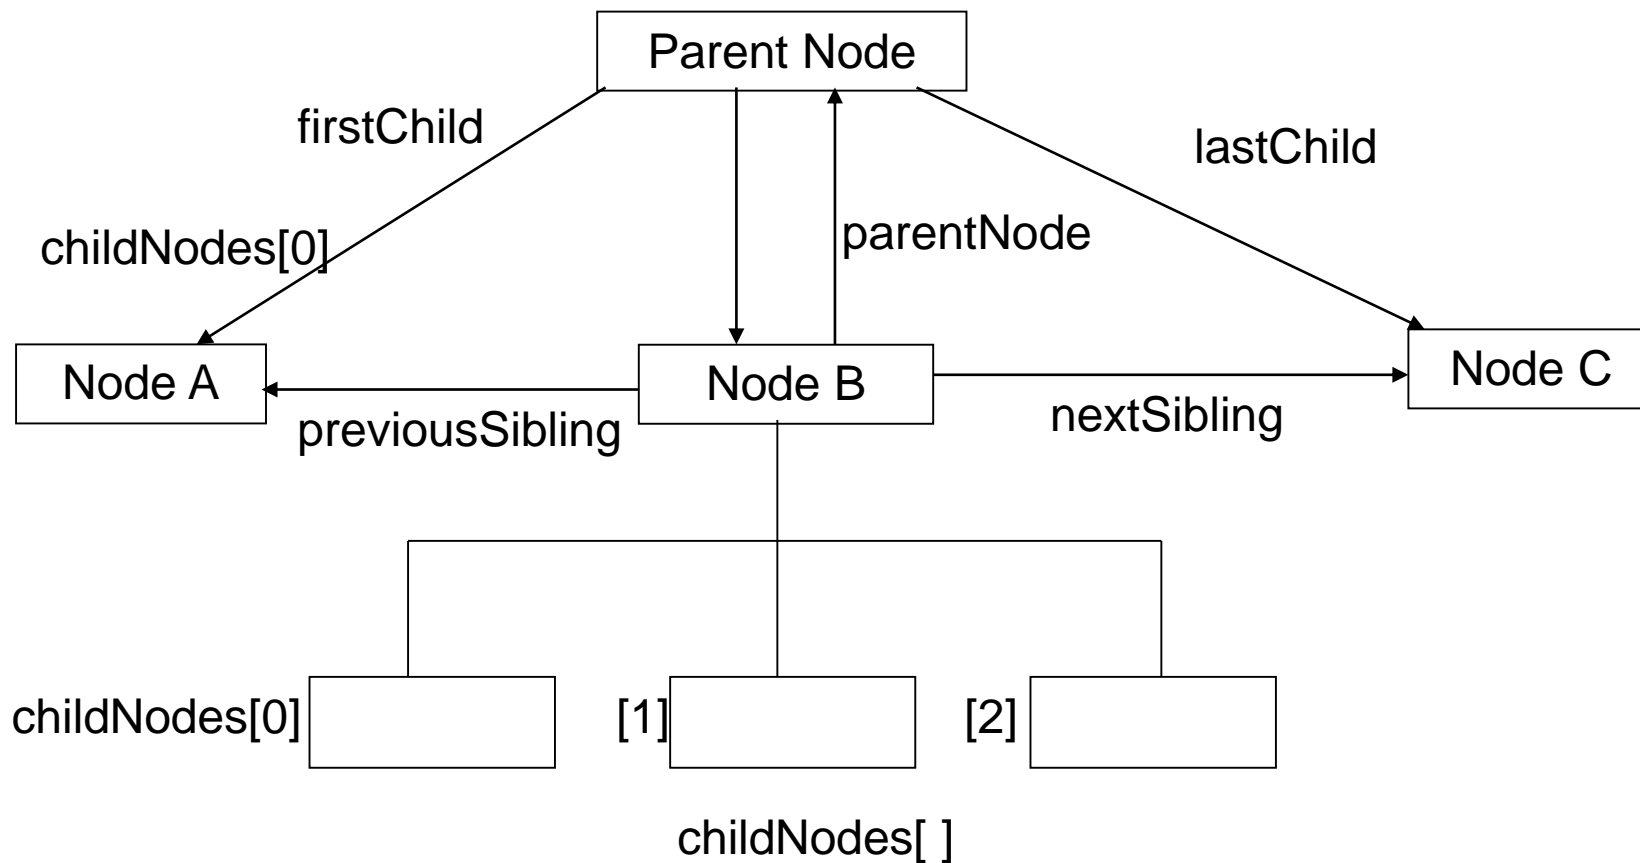 Parent Node
firstChild
lastChild
parentNode
childNodes[0]
Node A
Node B
Node C
previousSibling
nextSibling
childNodes[0]
[1]
[2]
childNodes[ ]